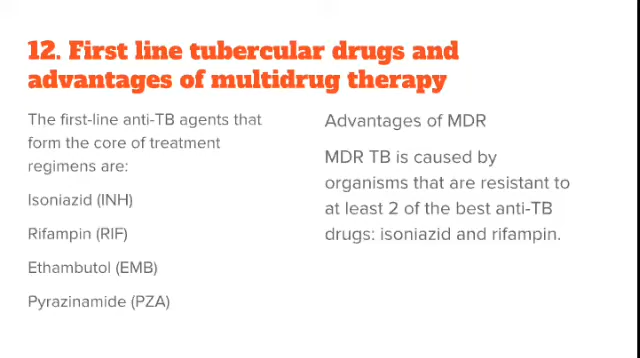 12. First line tubercular drugs and
advantages of multidrug therapy
The first-line anti-TB agents that
form the core of treatment
regimens are:
Isoniazid (INH)
Rifampin (RIF)
Ethambutol (EMB)
Pyrazinamide (PZA)
Advantages of MDR
MDR TB is caused by
organisms that are resistant to
at least 2 of the best anti-TB
drugs: isoniazid and rifampin.